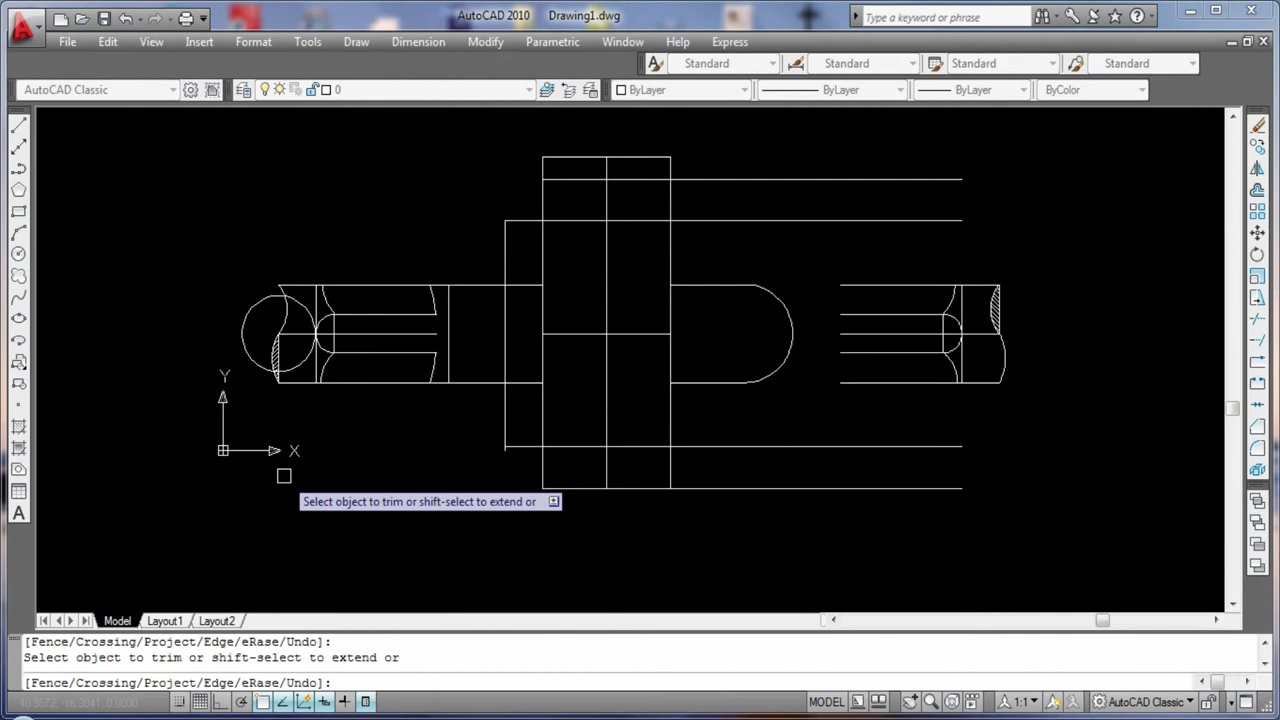 AutoCAD 2010 Drawing1.dwg
Type a keyword or phrase
File Edit View Insert Format Tools Draw Dimension Modify Parametric Window Help Express
Standard Standard Standard Standard
AutoCAD Classic 0 ByLayer ByLayer ByLayer ByColor
Y
X
Select object to trim or shift-select to extend or
A
Model Layout1 Layout2
[Fence/Crossing/Project/Edge/eRase/Undo]:
Select object to trim or shift-select to extend or
[Fence/Crossing/Project/Edge/eRase/Undo]:
MODEL 1:1 AutoCAD Classic